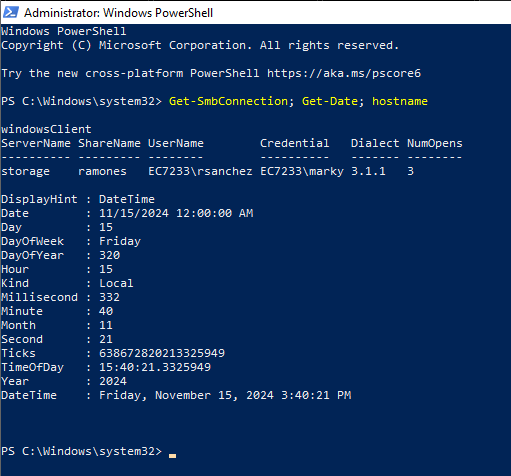 Administrator: Windows PowerShell
Windows PowerShell
Copyright (C) Microsoft Corporation. All rights reserved.
Try the new cross-platform PowerShell https://aka.ms/pscore6
PS C:\Windows\system32> Get-SmbConnection; Get-Date; hostname
windowsClient
ServerName ShareName UserName       Credential   Dialect NumOpens
---------- --------- --------       ----------   ------- --------
storage    ramones   EC7233\rsanchez EC7233\marky 3.1.1   3
DisplayHint : DateTime
Date        : 11/15/2024 12:00:00 AM
Day         : 15
DayOfWeek   : Friday
DayOfYear   : 320
Hour        : 15
Kind        : Local
Millisecond : 332
Minute      : 40
Month       : 11
Second      : 21
Ticks       : 638672820213325949
TimeOfDay   : 15:40:21.3325949
Year        : 2024
DateTime    : Friday, November 15, 2024 3:40:21 PM
PS C:\Windows\system32>